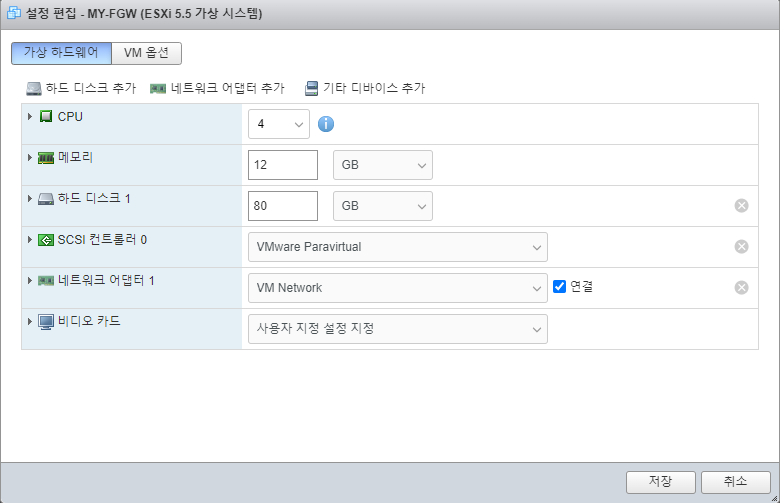 설정 편집 - MY-FGW (ESXi 5.5 가상 시스템)
가상 하드웨어 VM 옵션
하드 디스크 추가 네트워크 어댑터 추가 기타 디바이스 추가
CPU 4
메모리 12 GB
하드 디스크 1 80 GB
SCSI 컨트롤러 0 VMware Paravirtual
네트워크 어댑터 1 VM Network 연결
비디오 카드 사용자 지정 설정 지정
저장 취소